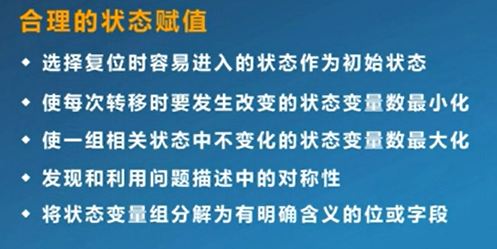 合理的状态赋值
◆ 选择复位时容易进入的状态作为初始状态
◆ 使每次转移时要发生改变的状态变量数最小化
◆ 使一组相关状态中不变化的状态变量数最大化
◆ 发现和利用问题描述中的对称性
◆ 将状态变量组分解为有明确含义的位或字段